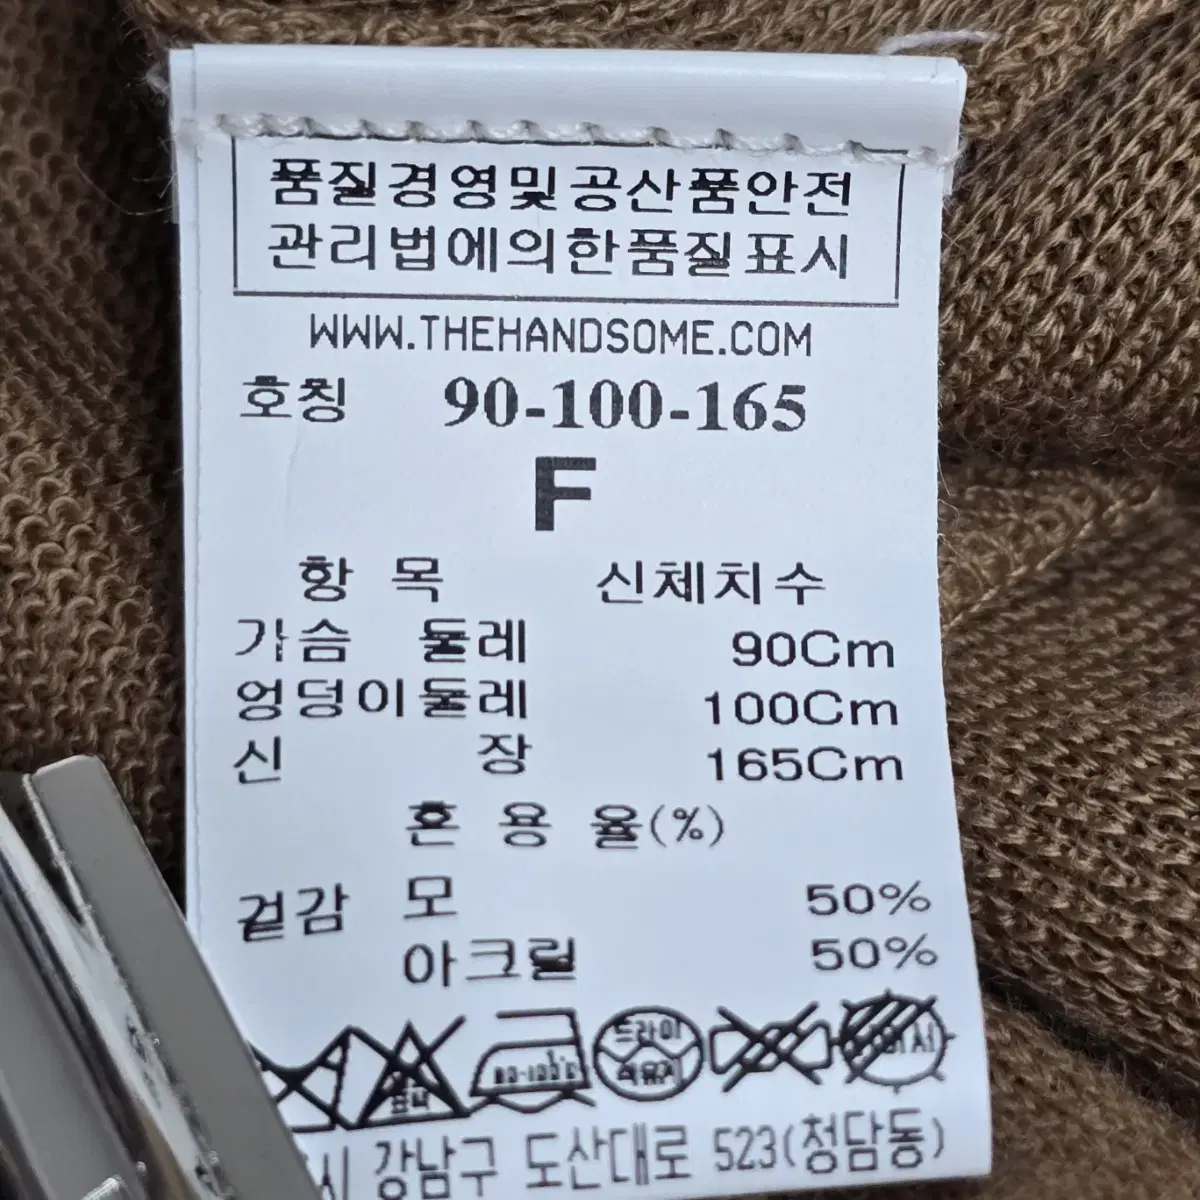 품질경영및공산품안전
관리법에의한품질표시
WWW.THEHANDSOME.COM
호칭 90-100-165
F
항 목 신체치수
가슴 둘레 90Cm
엉덩이둘레 100Cm
신 장 165Cm
혼 용 율(%)
겉감 모 50%
아크릴 50%
드라이
시 강남구 도산대로 523(청담동)